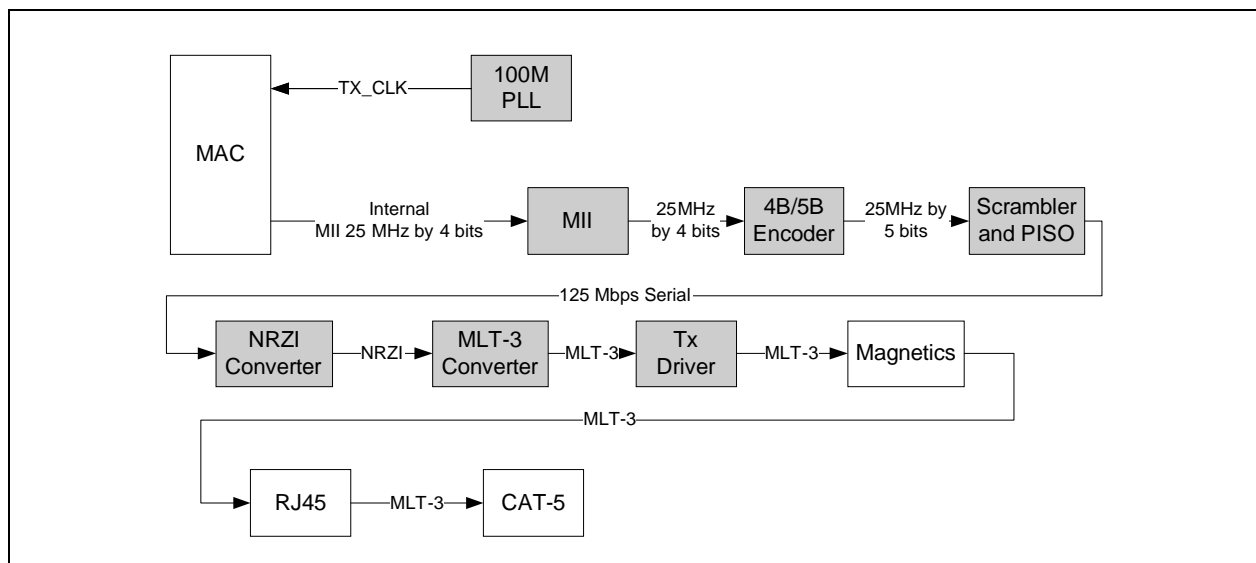 100M
PLL
TX_CLK
MAC
Internal
MII 25 MHz by 4 bits
MII
25MHz
by 4 bits
4B/5B
Encoder
25MHz by
5 bits
Scrambler
and PISO
125 Mbps Serial
NRZI
Converter
NRZI
MLT-3
Converter
MLT-3
Tx
Driver
MLT-3
Magnetics
MLT-3
RJ45
MLT-3
CAT-5